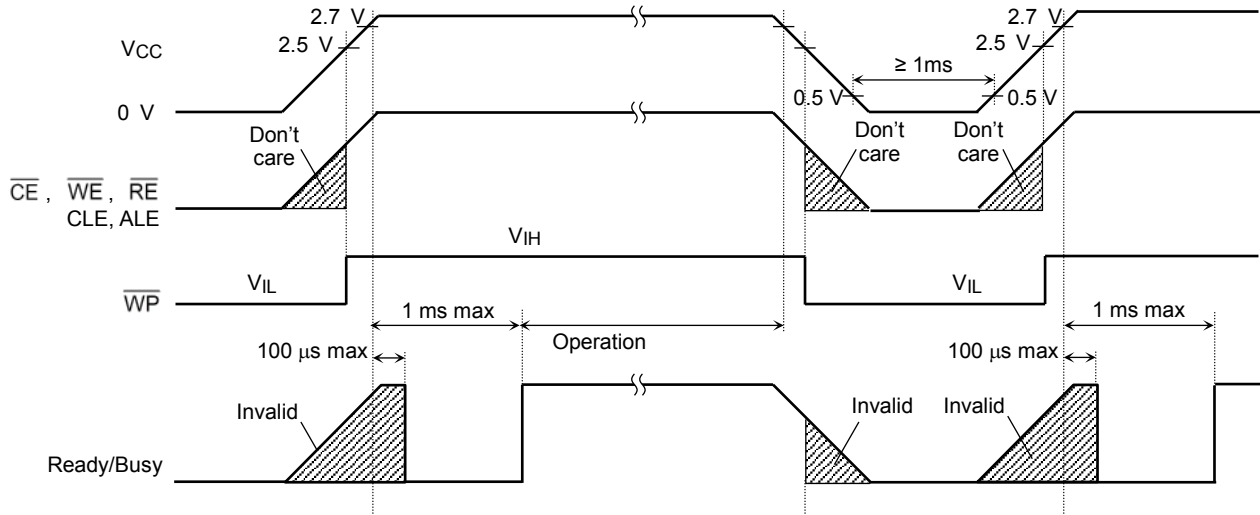 2.7 V
2.7 V
2.5 V
2.5 V
VCC
≥ 1ms
0.5 V
0.5 V
0 V
Don't
care
Don't
care
Don't
care
CE , WE , RE
CLE, ALE
VIH
VIL
VIL
WP
1 ms max
1 ms max
Operation
100 μs max
100 μs max
Invalid
Invalid
Invalid
Ready/Busy